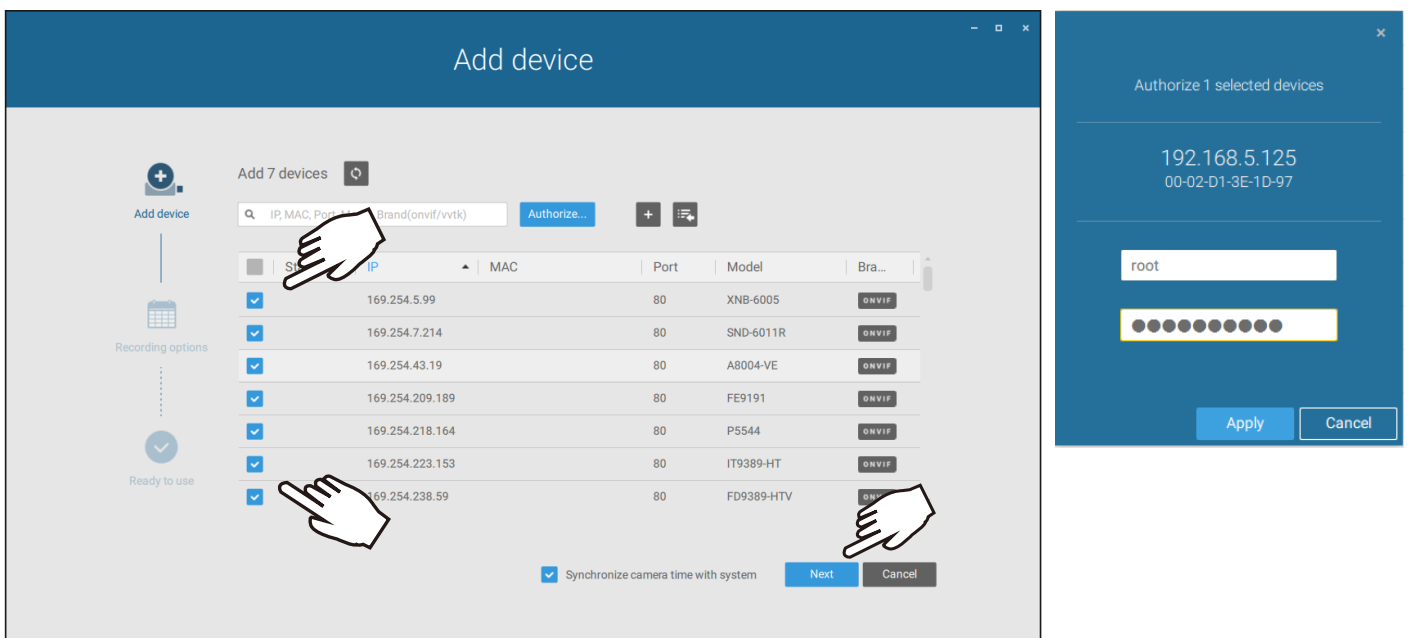 Add device
Add 7 devices
Add device
Recording options
Ready to use
IP, MAC, Port, Brand(onvif/vvtk)
Authorize...
IP MAC Port Model Bra...
169.254.5.99 80 XNB-6005 ONVIF
169.254.7.214 80 SND-6011R ONVIF
169.254.43.19 80 A8004-VE ONVIF
169.254.209.189 80 FE9191 ONVIF
169.254.218.164 80 P5544 ONVIF
169.254.223.153 80 IT9389-HT ONVIF
169.254.238.59 80 FD9389-HTV
Synchronize camera time with system
Next
Cancel
Authorize 1 selected devices
192.168.5.125
00-02-D1-3E-1D-97
root
Apply
Cancel